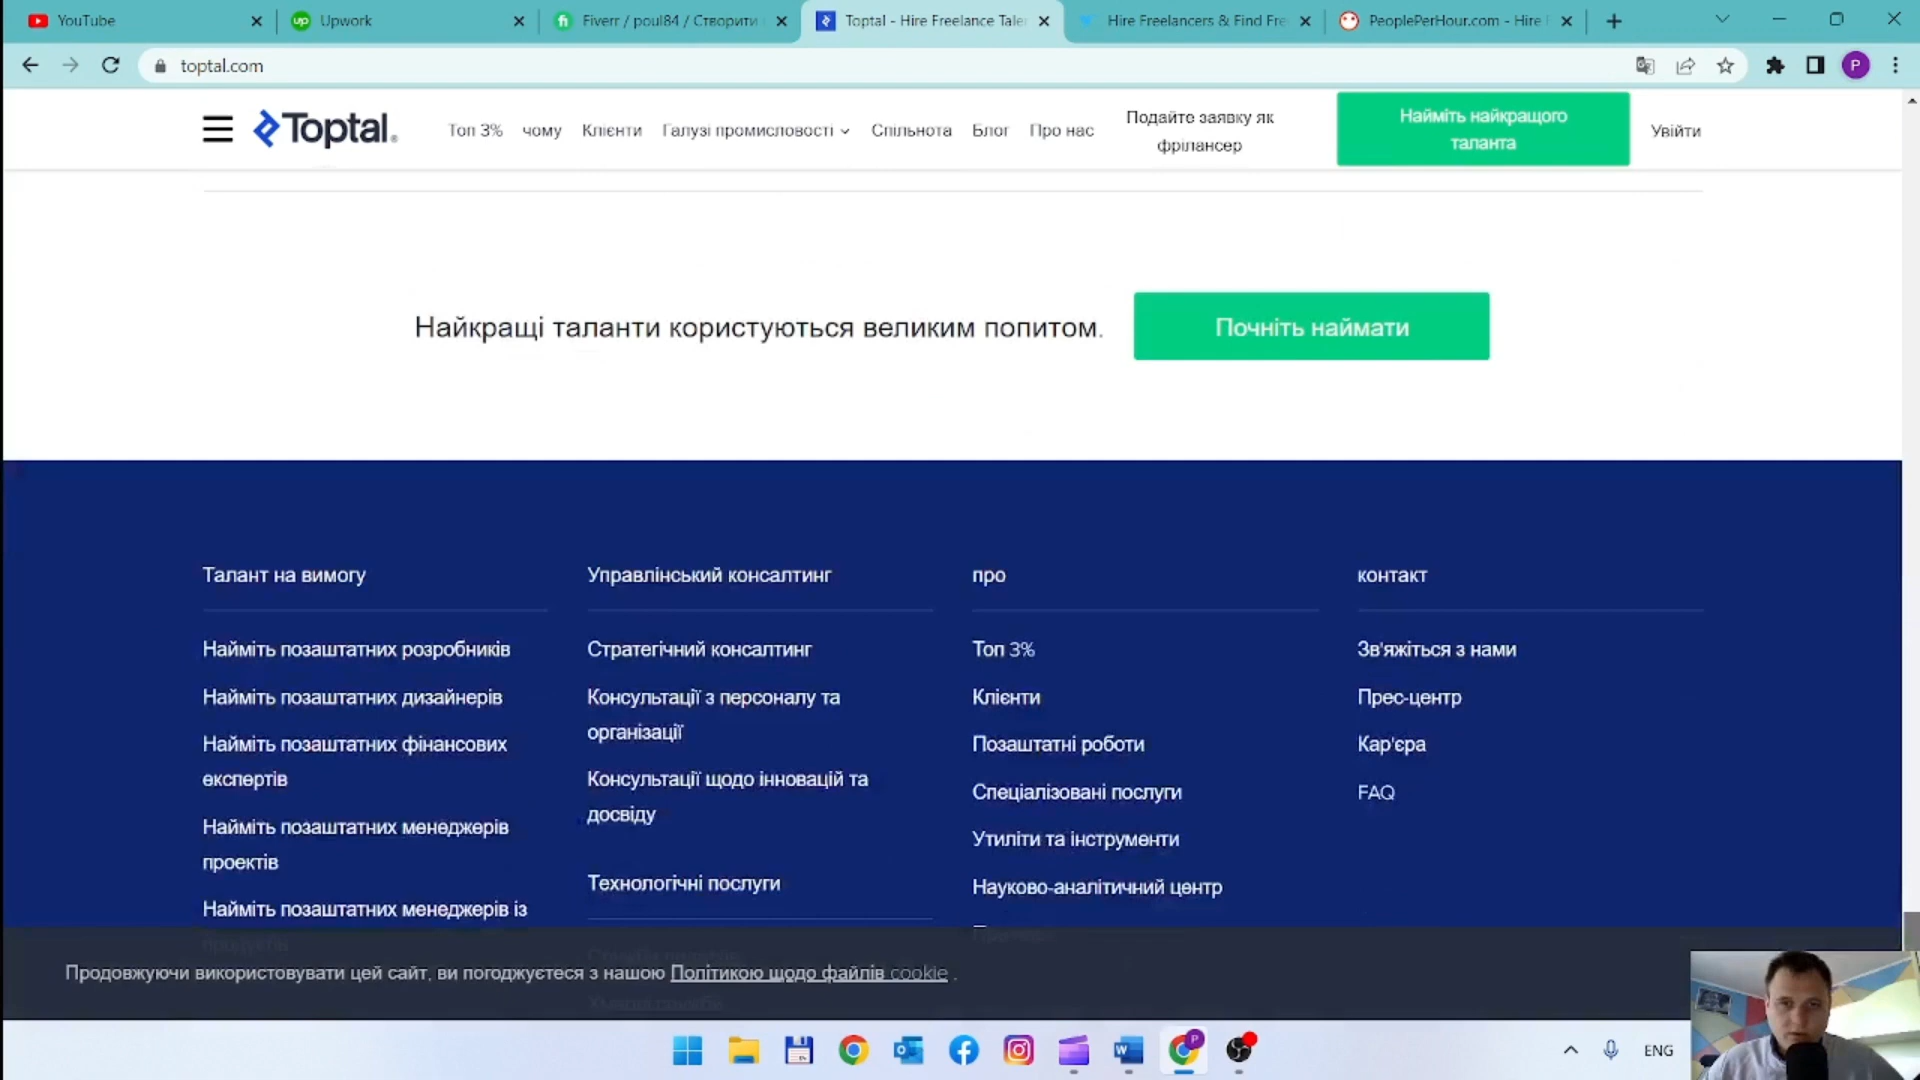 YouTube
up Upwork
fi Fiverr / poul84 / Створити
Toptal - Hire Freelance Tale
Hire Freelancers & Find Fre
PeoplePerHour.com - Hire
toptal.com
P
Toptal
Топ 3%
чому
Клієнти
Галузі промисловості
Спільнота
Блог
Про нас
Подайте заявку як
фрілансер
Найміть найкращого
таланта
Увійти
Найкращі таланти користуються великим попитом.
Почніть наймати
Талант на вимогу
Найміть позаштатних розробників
Найміть позаштатних дизайнерів
Найміть позаштатних фінансових
експертів
Найміть позаштатних менеджерів
проектів
Найміть позаштатних менеджерів із
Управлінський консалтинг
Стратегічний консалтинг
Консультації з персоналу та
організації
Консультації щодо інновацій та
досвіду
Технологічні послуги
про
Топ 3%
Клієнти
Позаштатні роботи
Спеціалізовані послуги
Утиліти та інструменти
Науково-аналітичний центр
контакт
Зв'яжіться з нами
Прес-центр
Кар'єра
FAQ
Продовжуючи використовувати цей сайт, ви погоджуєтеся з нашою Політикою щодо файлів cookie .
ENG